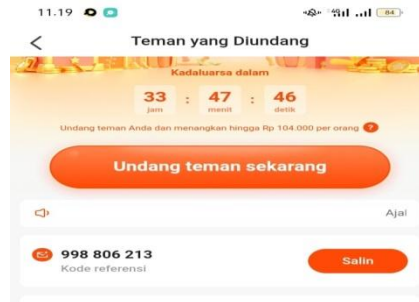 11.19
84
Teman yang Diundang
Kadaluarsa dalam
33 : 47 : 46
jam menit detik
Undang teman Anda dan menangkan hingga Rp 104.000 per orang ?
Undang teman sekarang
Ajal
998 806 213
Kode referensi
Salin